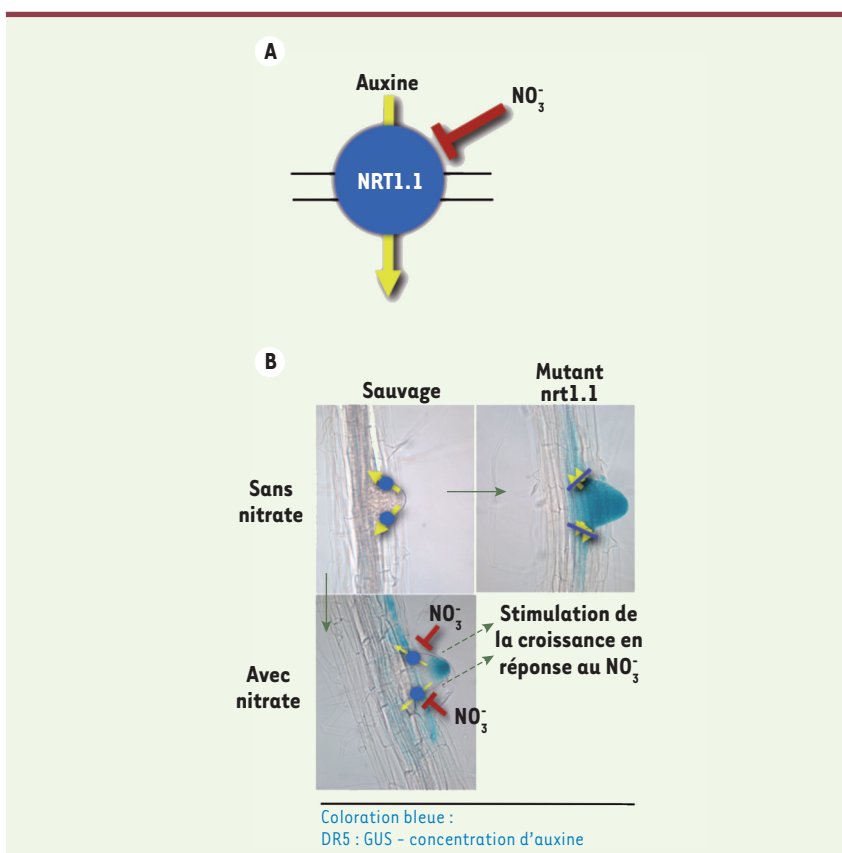 A
Auxine
NO₃⁻
NRT1.1
B
Sauvage
Mutant
nrt1.1
Sans
nitrate
NO₃⁻
Stimulation de
la croissance en
réponse au NO₃⁻
Avec
nitrate
NO₃⁻
Coloration bleue :
DR5 : GUS – concentration d’auxine